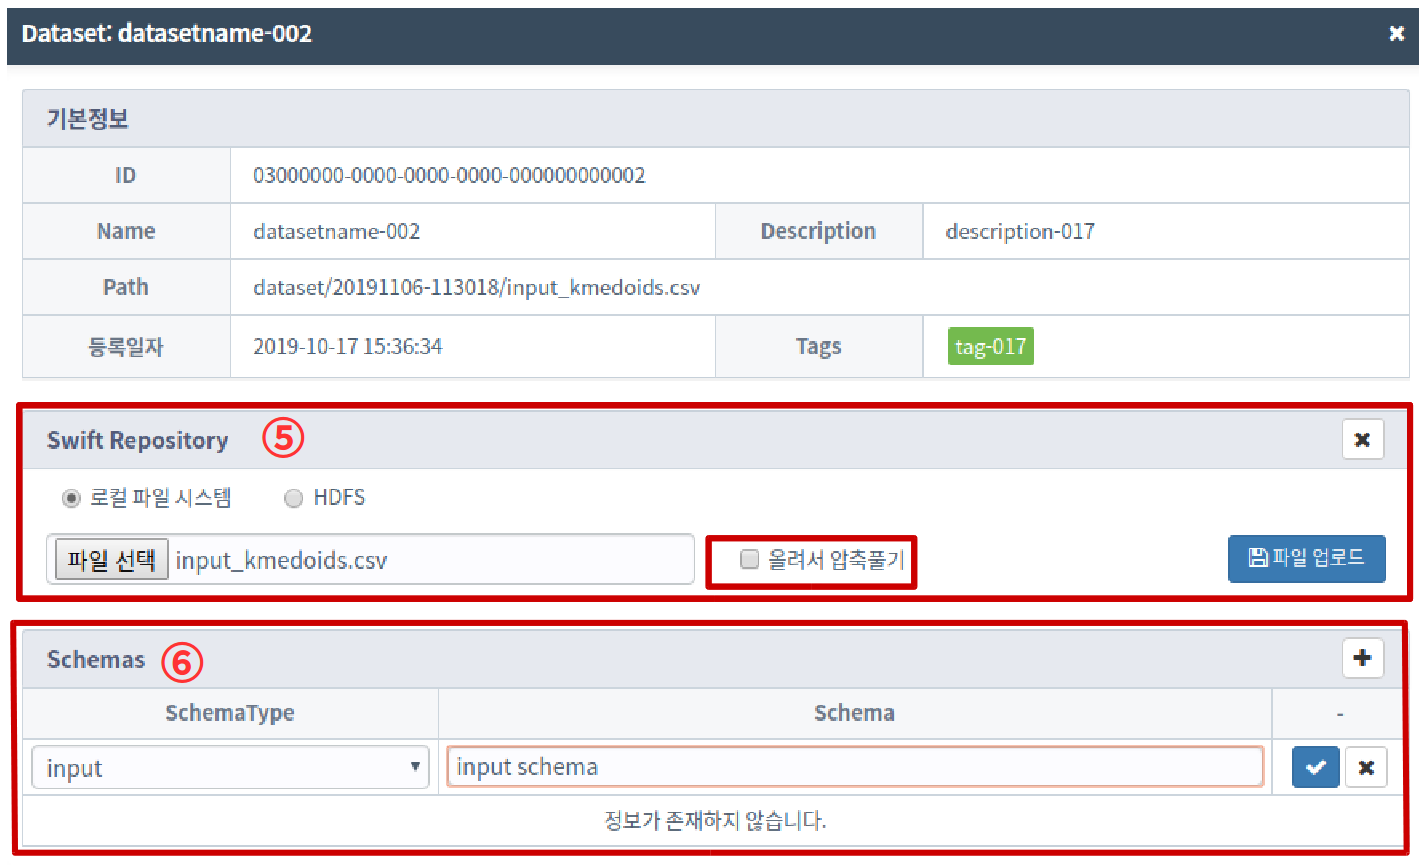 Dataset: datasetname-002 ✖
기본정보
ID 03000000-0000-0000-0000-000000000002
Name datasetname-002 Description description-017
Path dataset/20191106-113018/input_kmedoids.csv
등록일자 2019-10-17 15:36:34 Tags tag-017
Swift Repository ⑤ ✖
로컬 파일 시스템 HDFS
파일 선택 input_kmedoids.csv 올려서 압축풀기 파일 업로드
Schemas ⑥ +
SchemaType Schema -
input input schema
정보가 존재하지 않습니다.